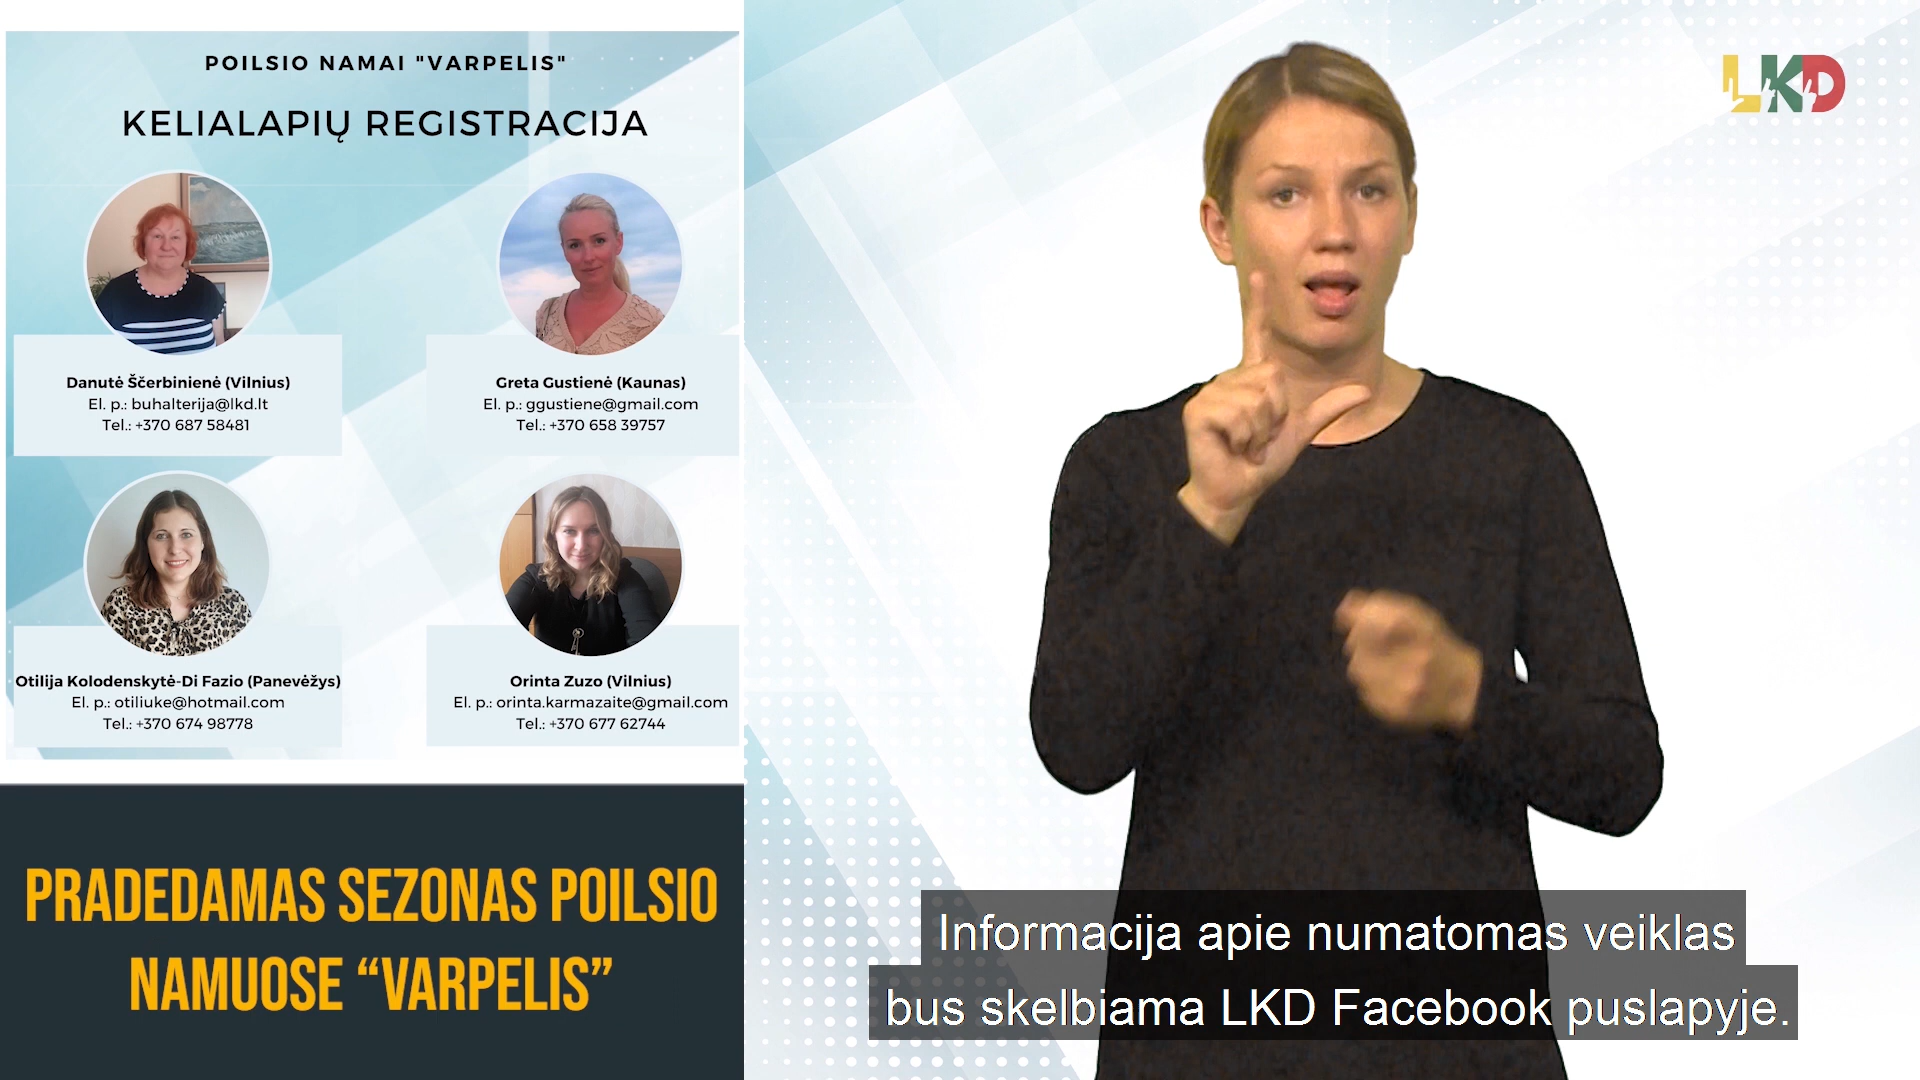 POILSIO NAMAI "VARPELIS"
KELIALAPIŲ REGISTRACIJA
Danutė Ščerbinienė (Vilnius)
El. p.: buhalterija@lkd.lt
Tel.: +370 687 58481
Greta Gustienė (Kaunas)
El. p.: ggustiene@gmail.com
Tel.: +370 658 39757
Otilija Kolodenskytė-Di Fazio (Panevėžys)
El. p.: otiliuke@hotmail.com
Tel.: +370 674 98778
Orinta Zuzo (Vilnius)
El. p.: orinta.karmazaite@gmail.com
Tel.: +370 677 62744
PRADEDAMAS SEZONAS POILSIO
NAMUOSE “VARPELIS”
LKD
Informacija apie numatomas veiklas
bus skelbiama LKD Facebook puslapyje.